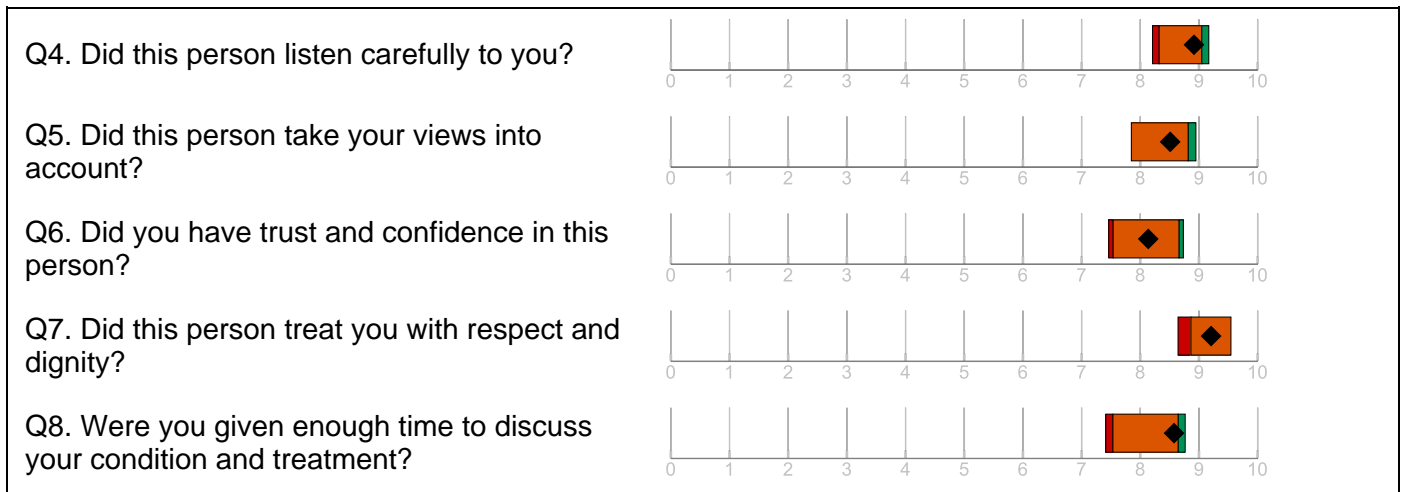 Q4. Did this person listen carefully to you?
0 1 2 3 4 5 6 7 8 9 10
Q5. Did this person take your views into
account?
0 1 2 3 4 5 6 7 8 9 10
Q6. Did you have trust and confidence in this
person?
0 1 2 3 4 5 6 7 8 9 10
Q7. Did this person treat you with respect and
dignity?
0 1 2 3 4 5 6 7 8 9 10
Q8. Were you given enough time to discuss
your condition and treatment?
0 1 2 3 4 5 6 7 8 9 10